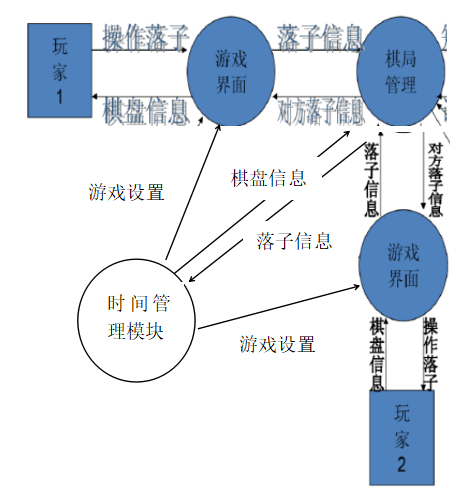 玩
家
1
操作落子
棋盘信息
游戏
界面
落子信息
对方落子信息
棋局
管理
游戏设置
棋盘信息
落子信息
落子信息
对方落子信息
时间管
理模块
游戏设置
游戏
界面
棋盘信息
操作落子
玩
家
2